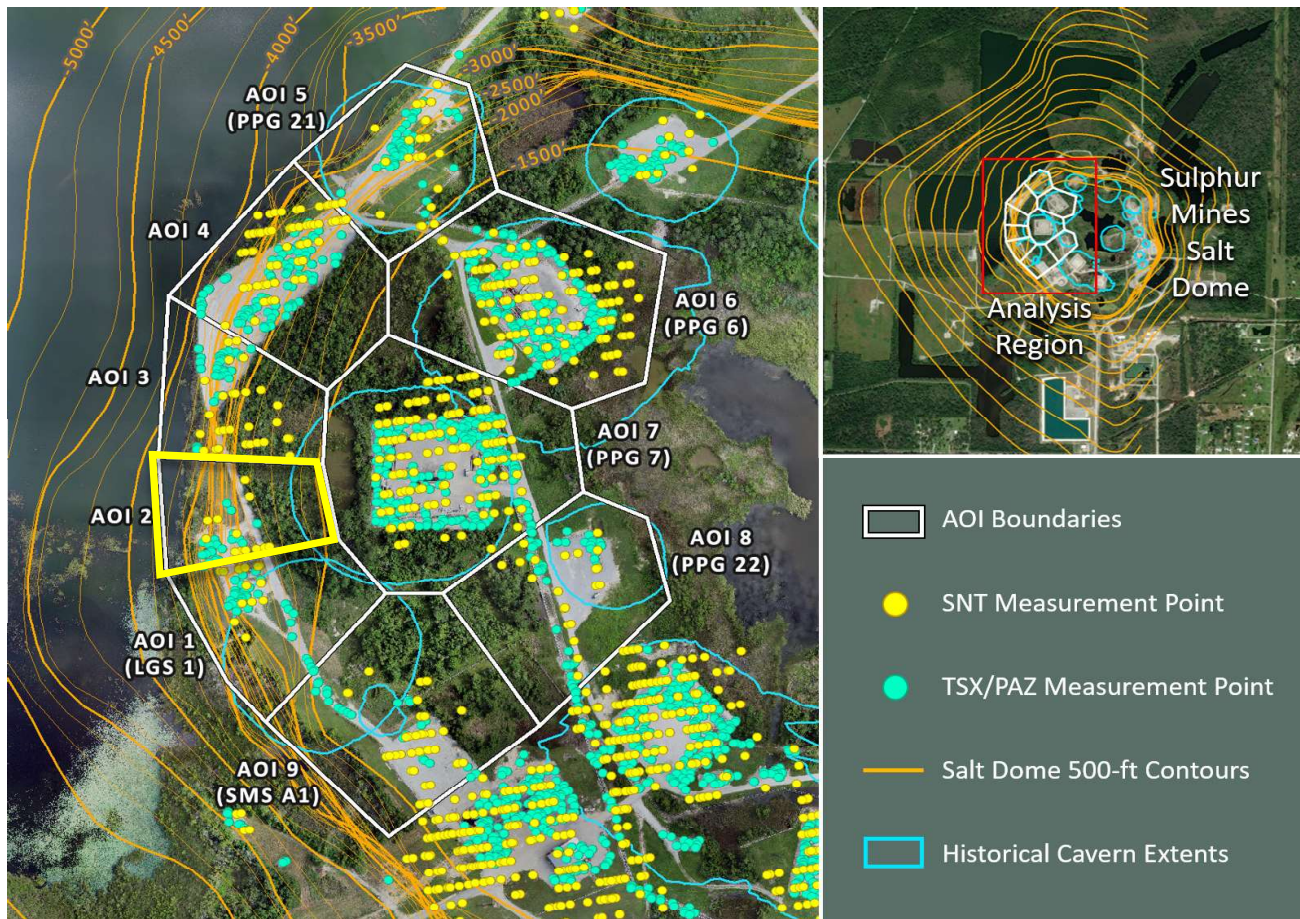 -5000'
-4500'
-4000'
-3500'
-3000'
-2500'
-2000'
-1500'
AOI 5
(PPG 21)
AOI 4
AOI 3
AOI 2
AOI 1
(LGS 1)
AOI 9
(SMS A1)
AOI 6
(PPG 6)
AOI 7
(PPG 7)
AOI 8
(PPG 22)
Sulphur
Mines
Salt
Dome
Analysis
Region
AOI Boundaries
SNT Measurement Point
TSX/PAZ Measurement Point
Salt Dome 500-ft Contours
Historical Cavern Extents